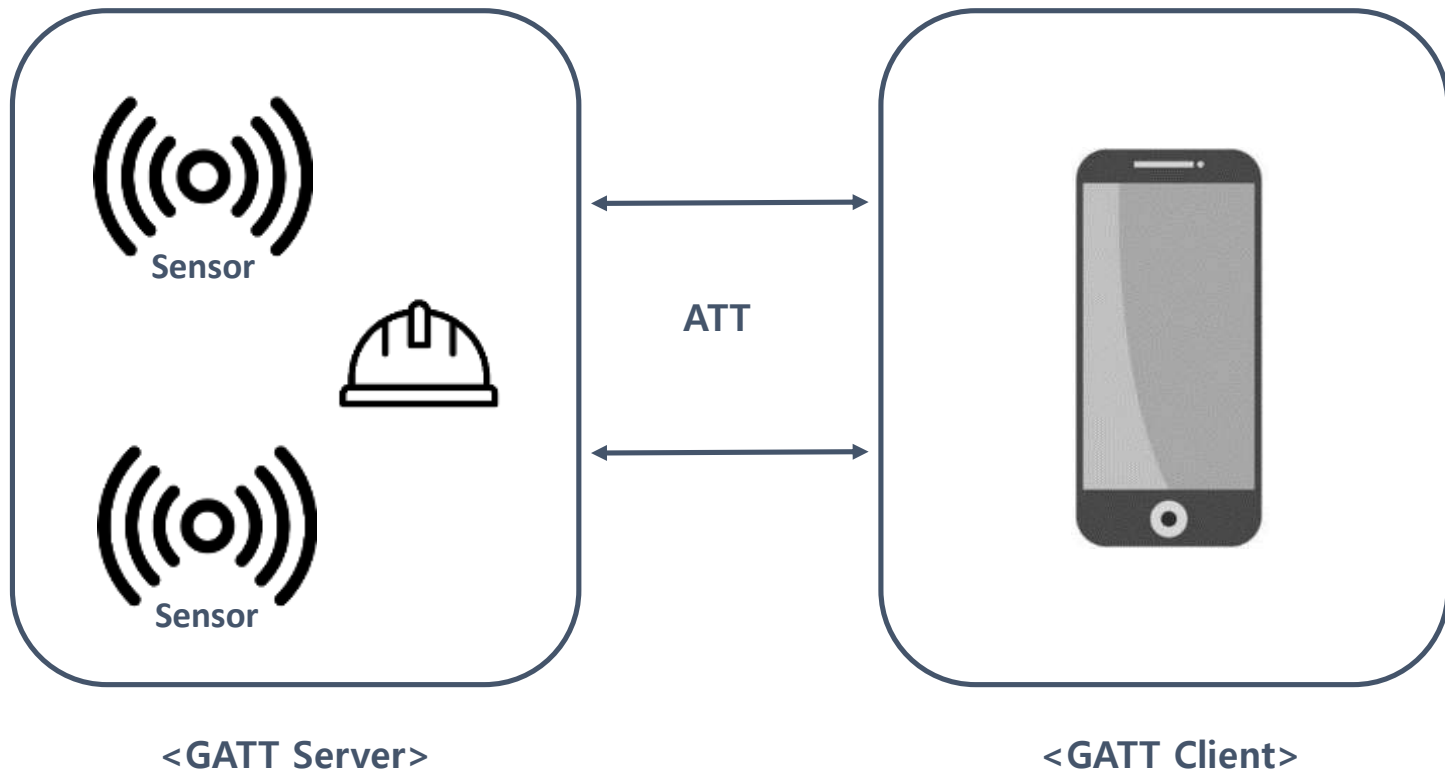 Sensor
ATT
Sensor
<GATT Server>
<GATT Client>